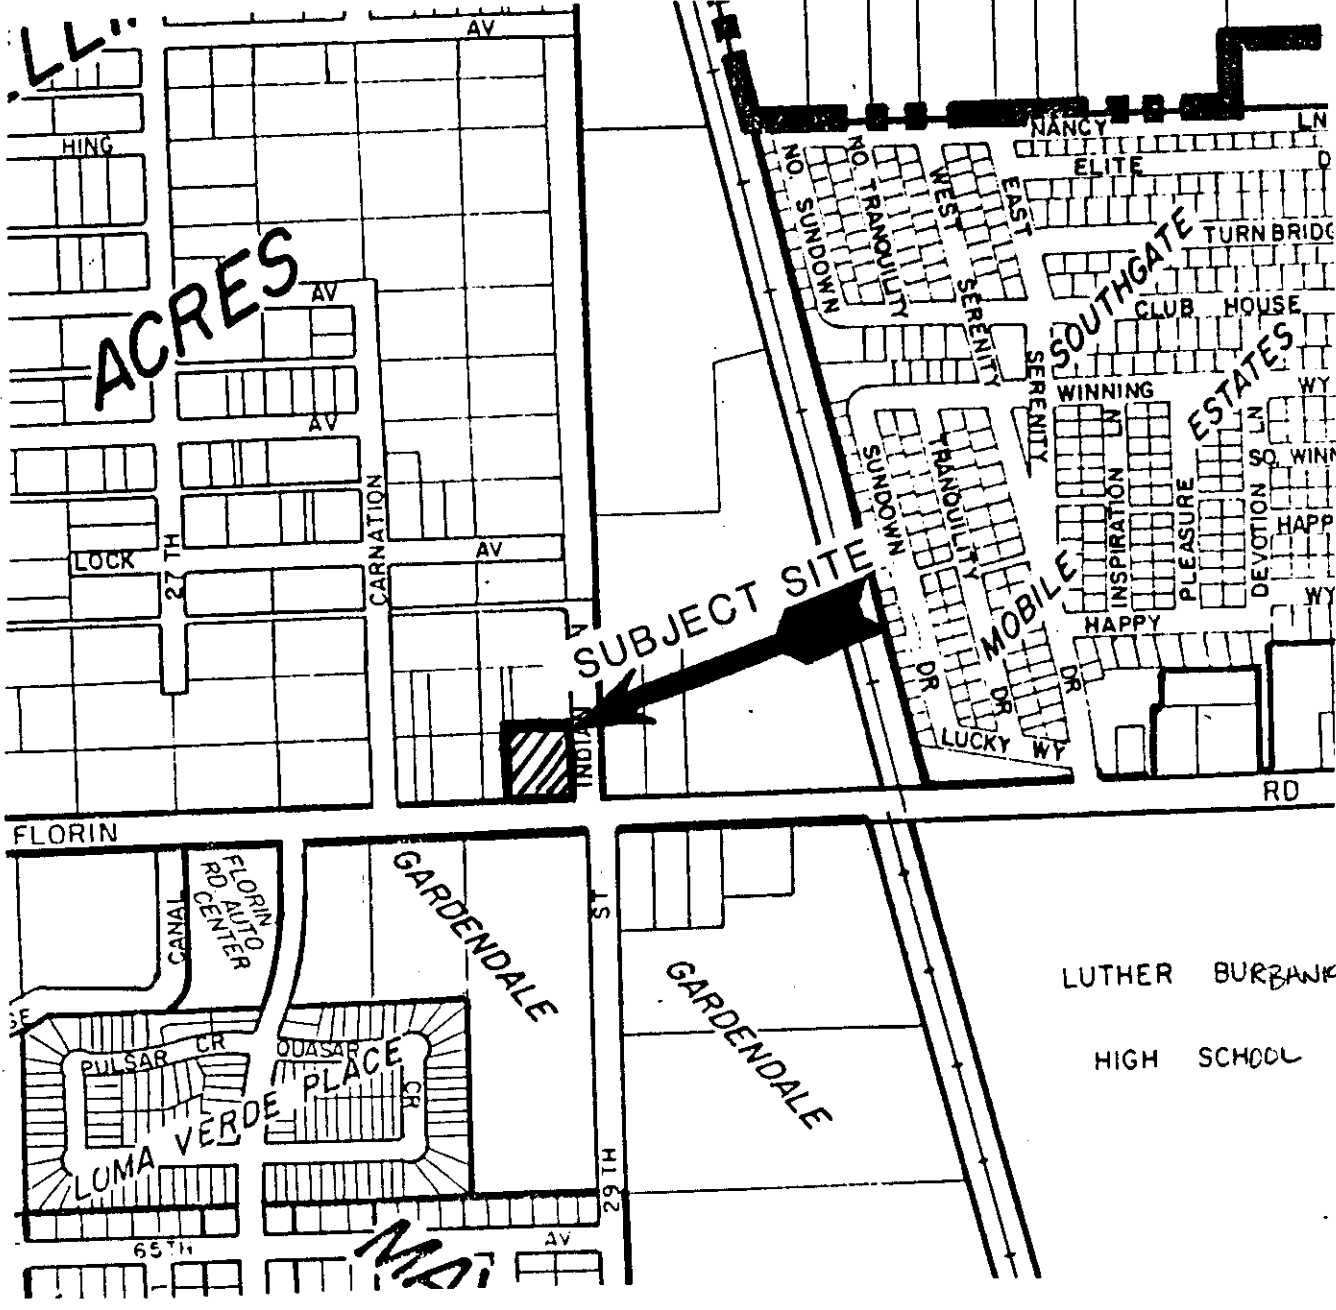 AV
NANCY
LN
HING
ELITE
D
NO. SUNDOWN
NO. TRANQUILITY
WEST SERENITY
EAST
TURNBRIDG
SOUTHGATE
ACRES
AV
CLUB HOUSE
ESTATES
SERENITY
WINNING
WY
AV
LN
LN
SO. WINN
SUNDOWN
TRANQUILITY
CARNATION
INSPIRATION
PLEASURE
DEVOTION
HAPP
27TH
LOCK
AV
SUBJECT SITE
MOBILE
WY
HAPPY
DR
DR
DR
INDIAN
LUCKY WY
RD
FLORIN
FLORIN
RD. AUTO
CENTER
CANAL
GARDENDALE
ST
GARDENDALE
LUTHER BURBANK
HIGH SCHOOL
PULSAR CR
QUASAR
CR
LOMA VERDE PLACE
29TH
65TH
AV